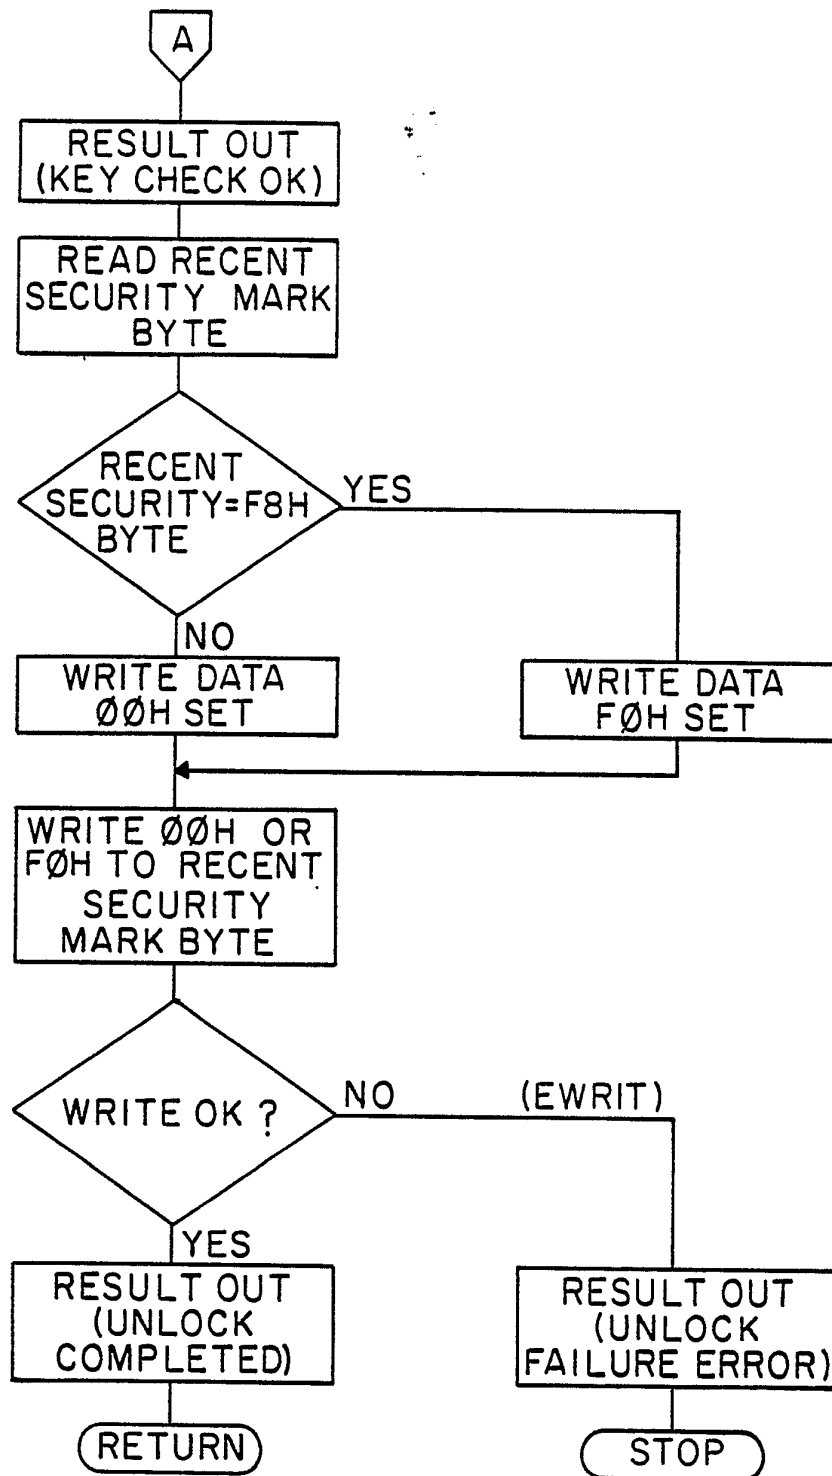 A
RESULT OUT
(KEY CHECK OK)
READ RECENT
SECURITY MARK
BYTE
RECENT
SECURITY=F8H
BYTE
YES
NO
WRITE DATA
ØØH SET
WRITE DATA
FØH SET
WRITE ØØH OR
FØH TO RECENT
SECURITY
MARK BYTE
WRITE OK ?
NO
(EWRIT)
YES
RESULT OUT
(UNLOCK
COMPLETED)
RESULT OUT
(UNLOCK
FAILURE ERROR)
RETURN
STOP